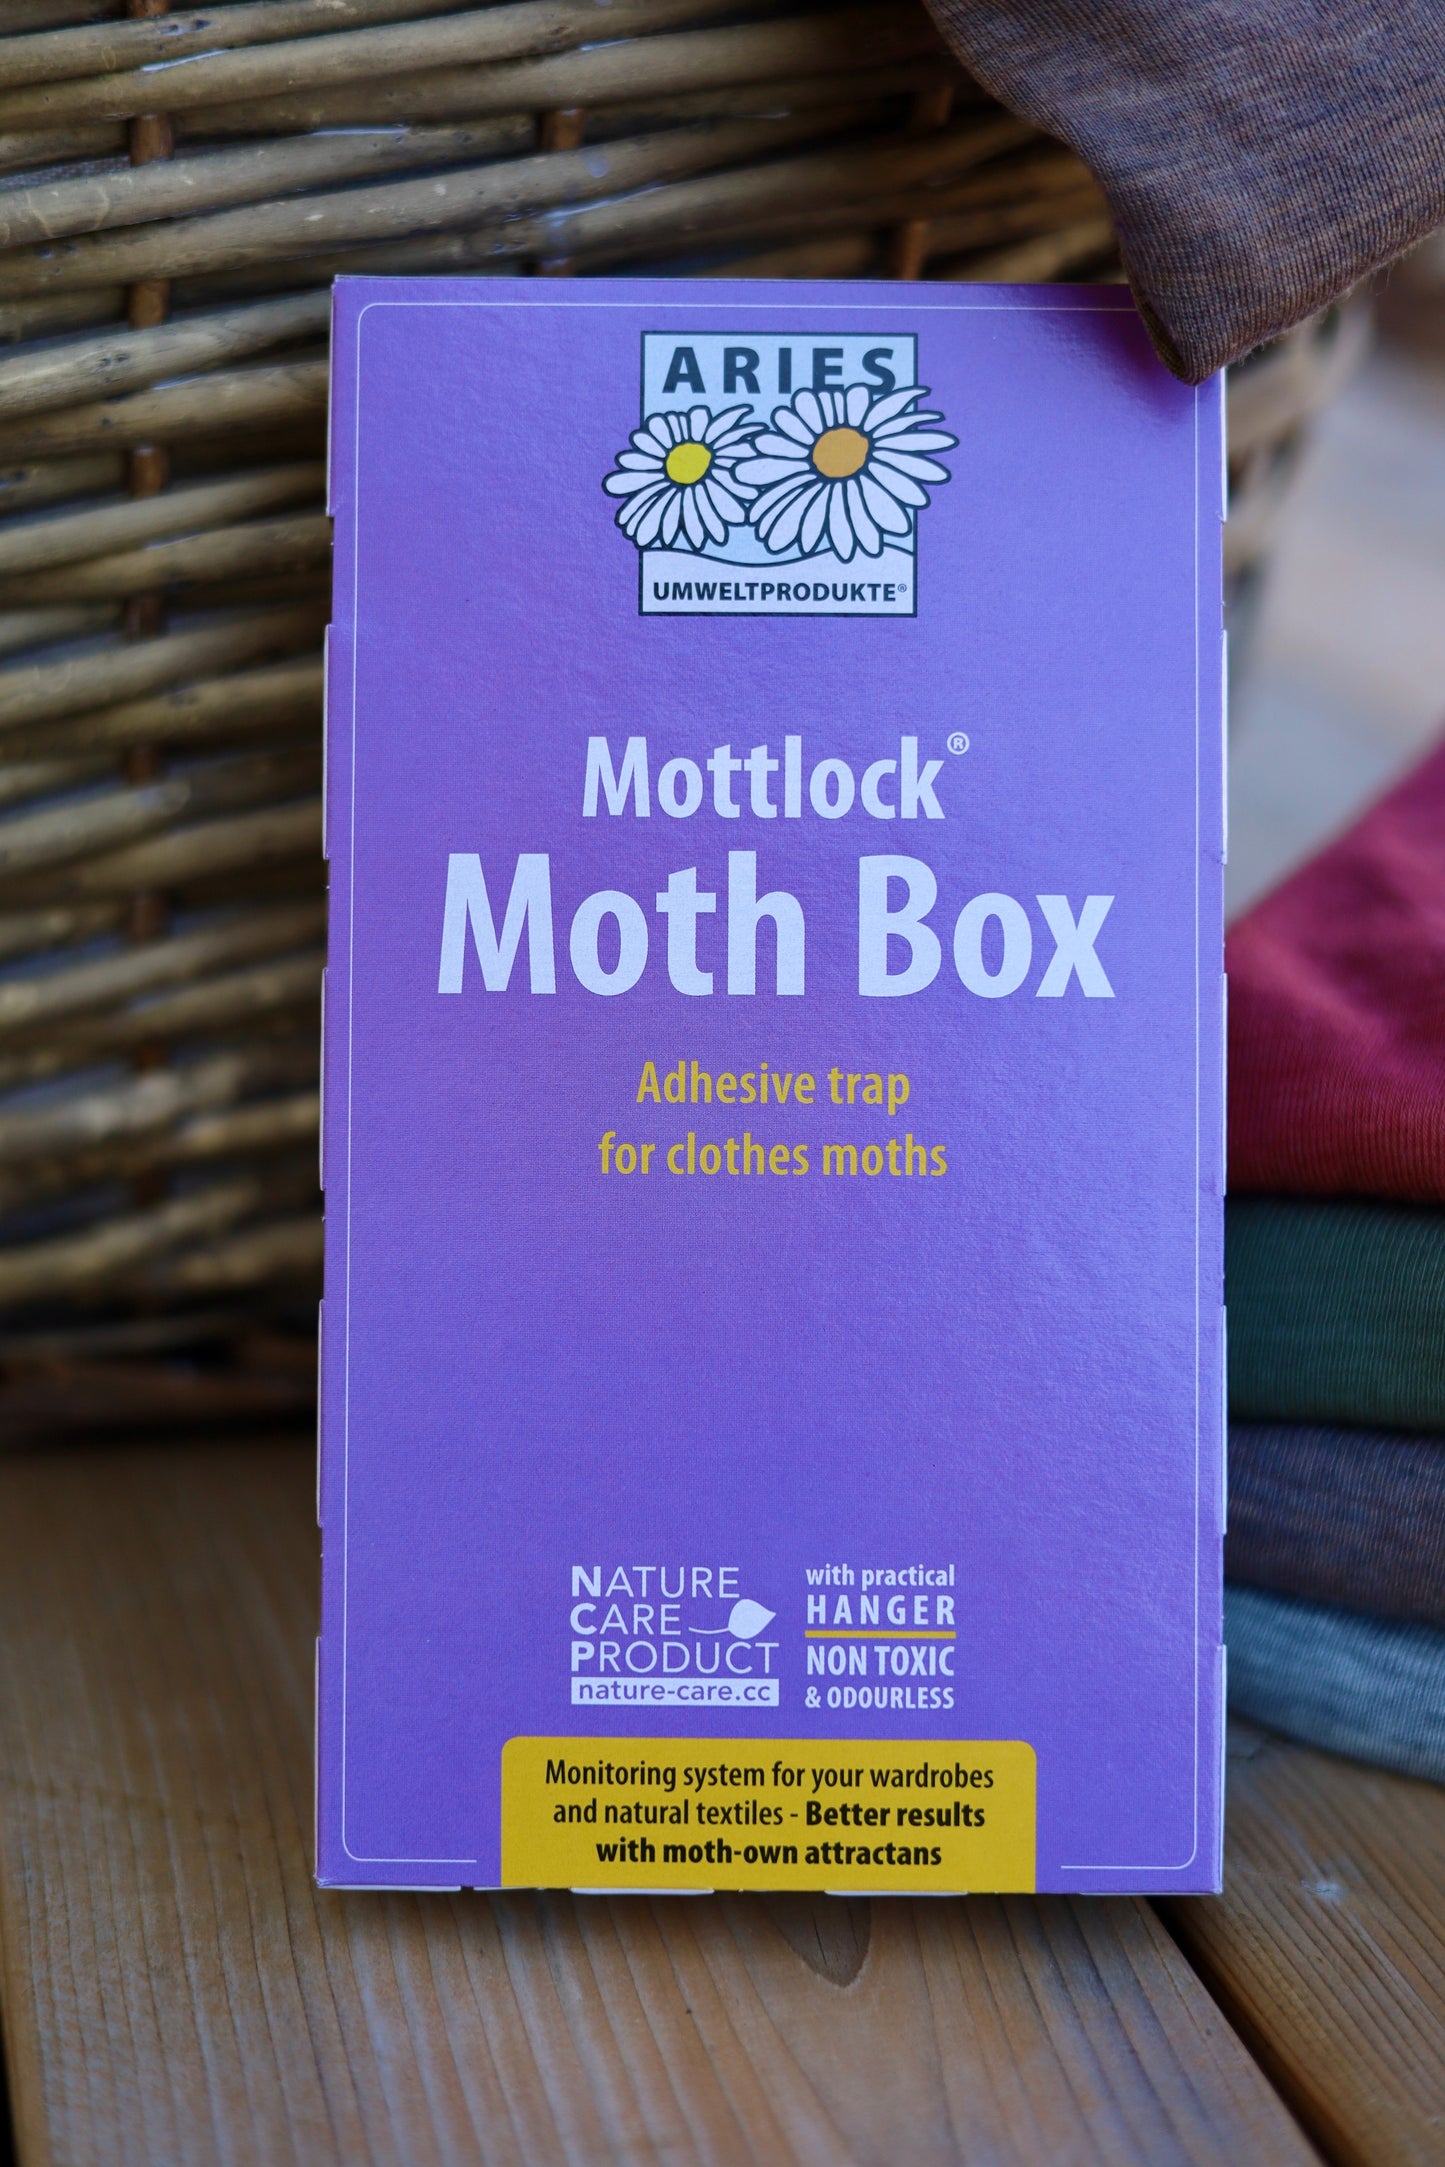 ARIES
UMWELTPRODUKTE®
Mottlock®
Moth Box
Adhesive trap
for clothes moths
NATURE
CARE
PRODUCT
nature-care.cc
with practical
HANGER
NON TOXIC
& ODOURLESS
Monitoring system for your wardrobes
and natural textiles - Better results
with moth-own attractans